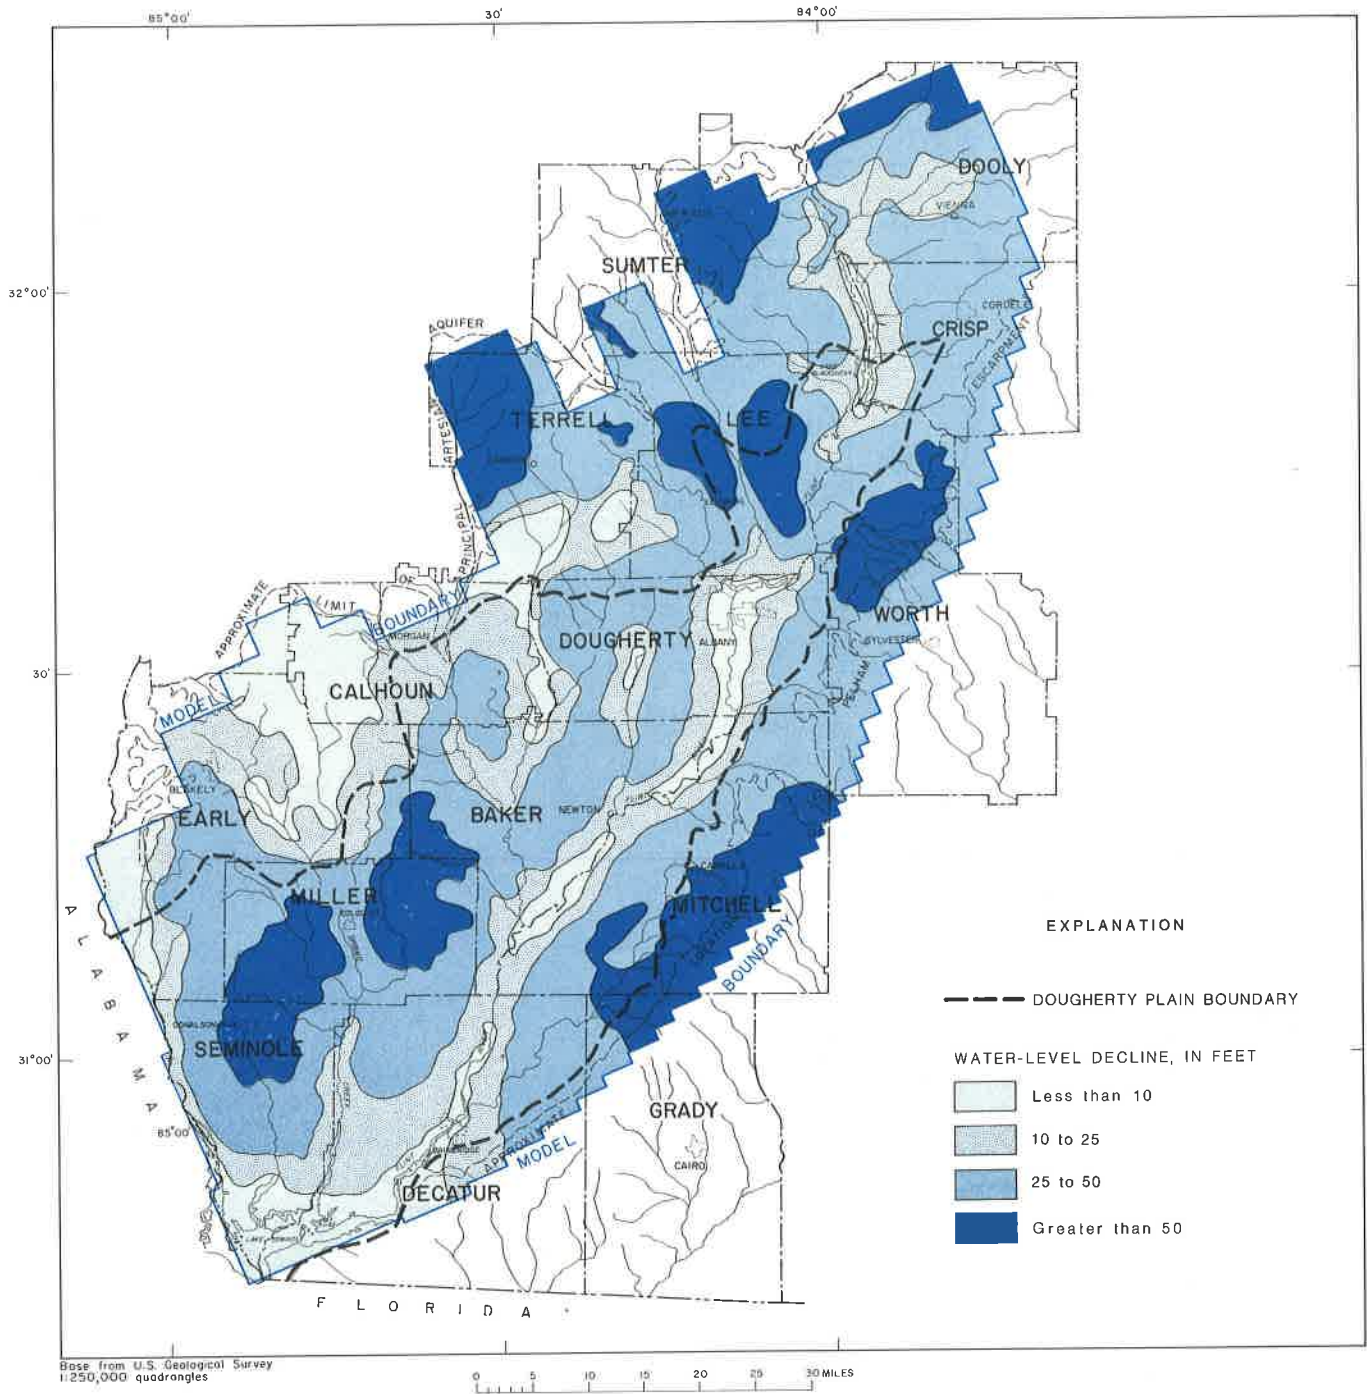 85°00'
30'
84°00'
DOOLY
VIENNA
SUMTER
32°00'
CORDELE
CRISP
AQUIFER
ESCARPMENT
TERRELL
LEE
ARTESIAN
PRINCIPAL
OF
LIMIT
APPROXIMATE
BOUNDARY
MORGAN
WORTH
DOUGHERTY
ALBANY
SYLVESTER
30'
PELHAM
CALHOUN
MODEL
BLAKELY
EARLY
BAKER
NEWTON
FLINT
CAMILLA
MILLER
MITCHELL
ALABAMA
BOUNDARY
EXPLANATION
DOUGHERTY PLAIN BOUNDARY
SEMINOLE
31°00'
WATER-LEVEL DECLINE, IN FEET
Less than 10
10 to 25
25 to 50
Greater than 50
CREEK
GRADY
85°00'
APPROXIMATE
MODEL
CAIRO
DECATUR
FLORIDA
Base from U.S. Geological Survey
1:250,000 quadrangles
0 5 10 15 20 25 30 MILES